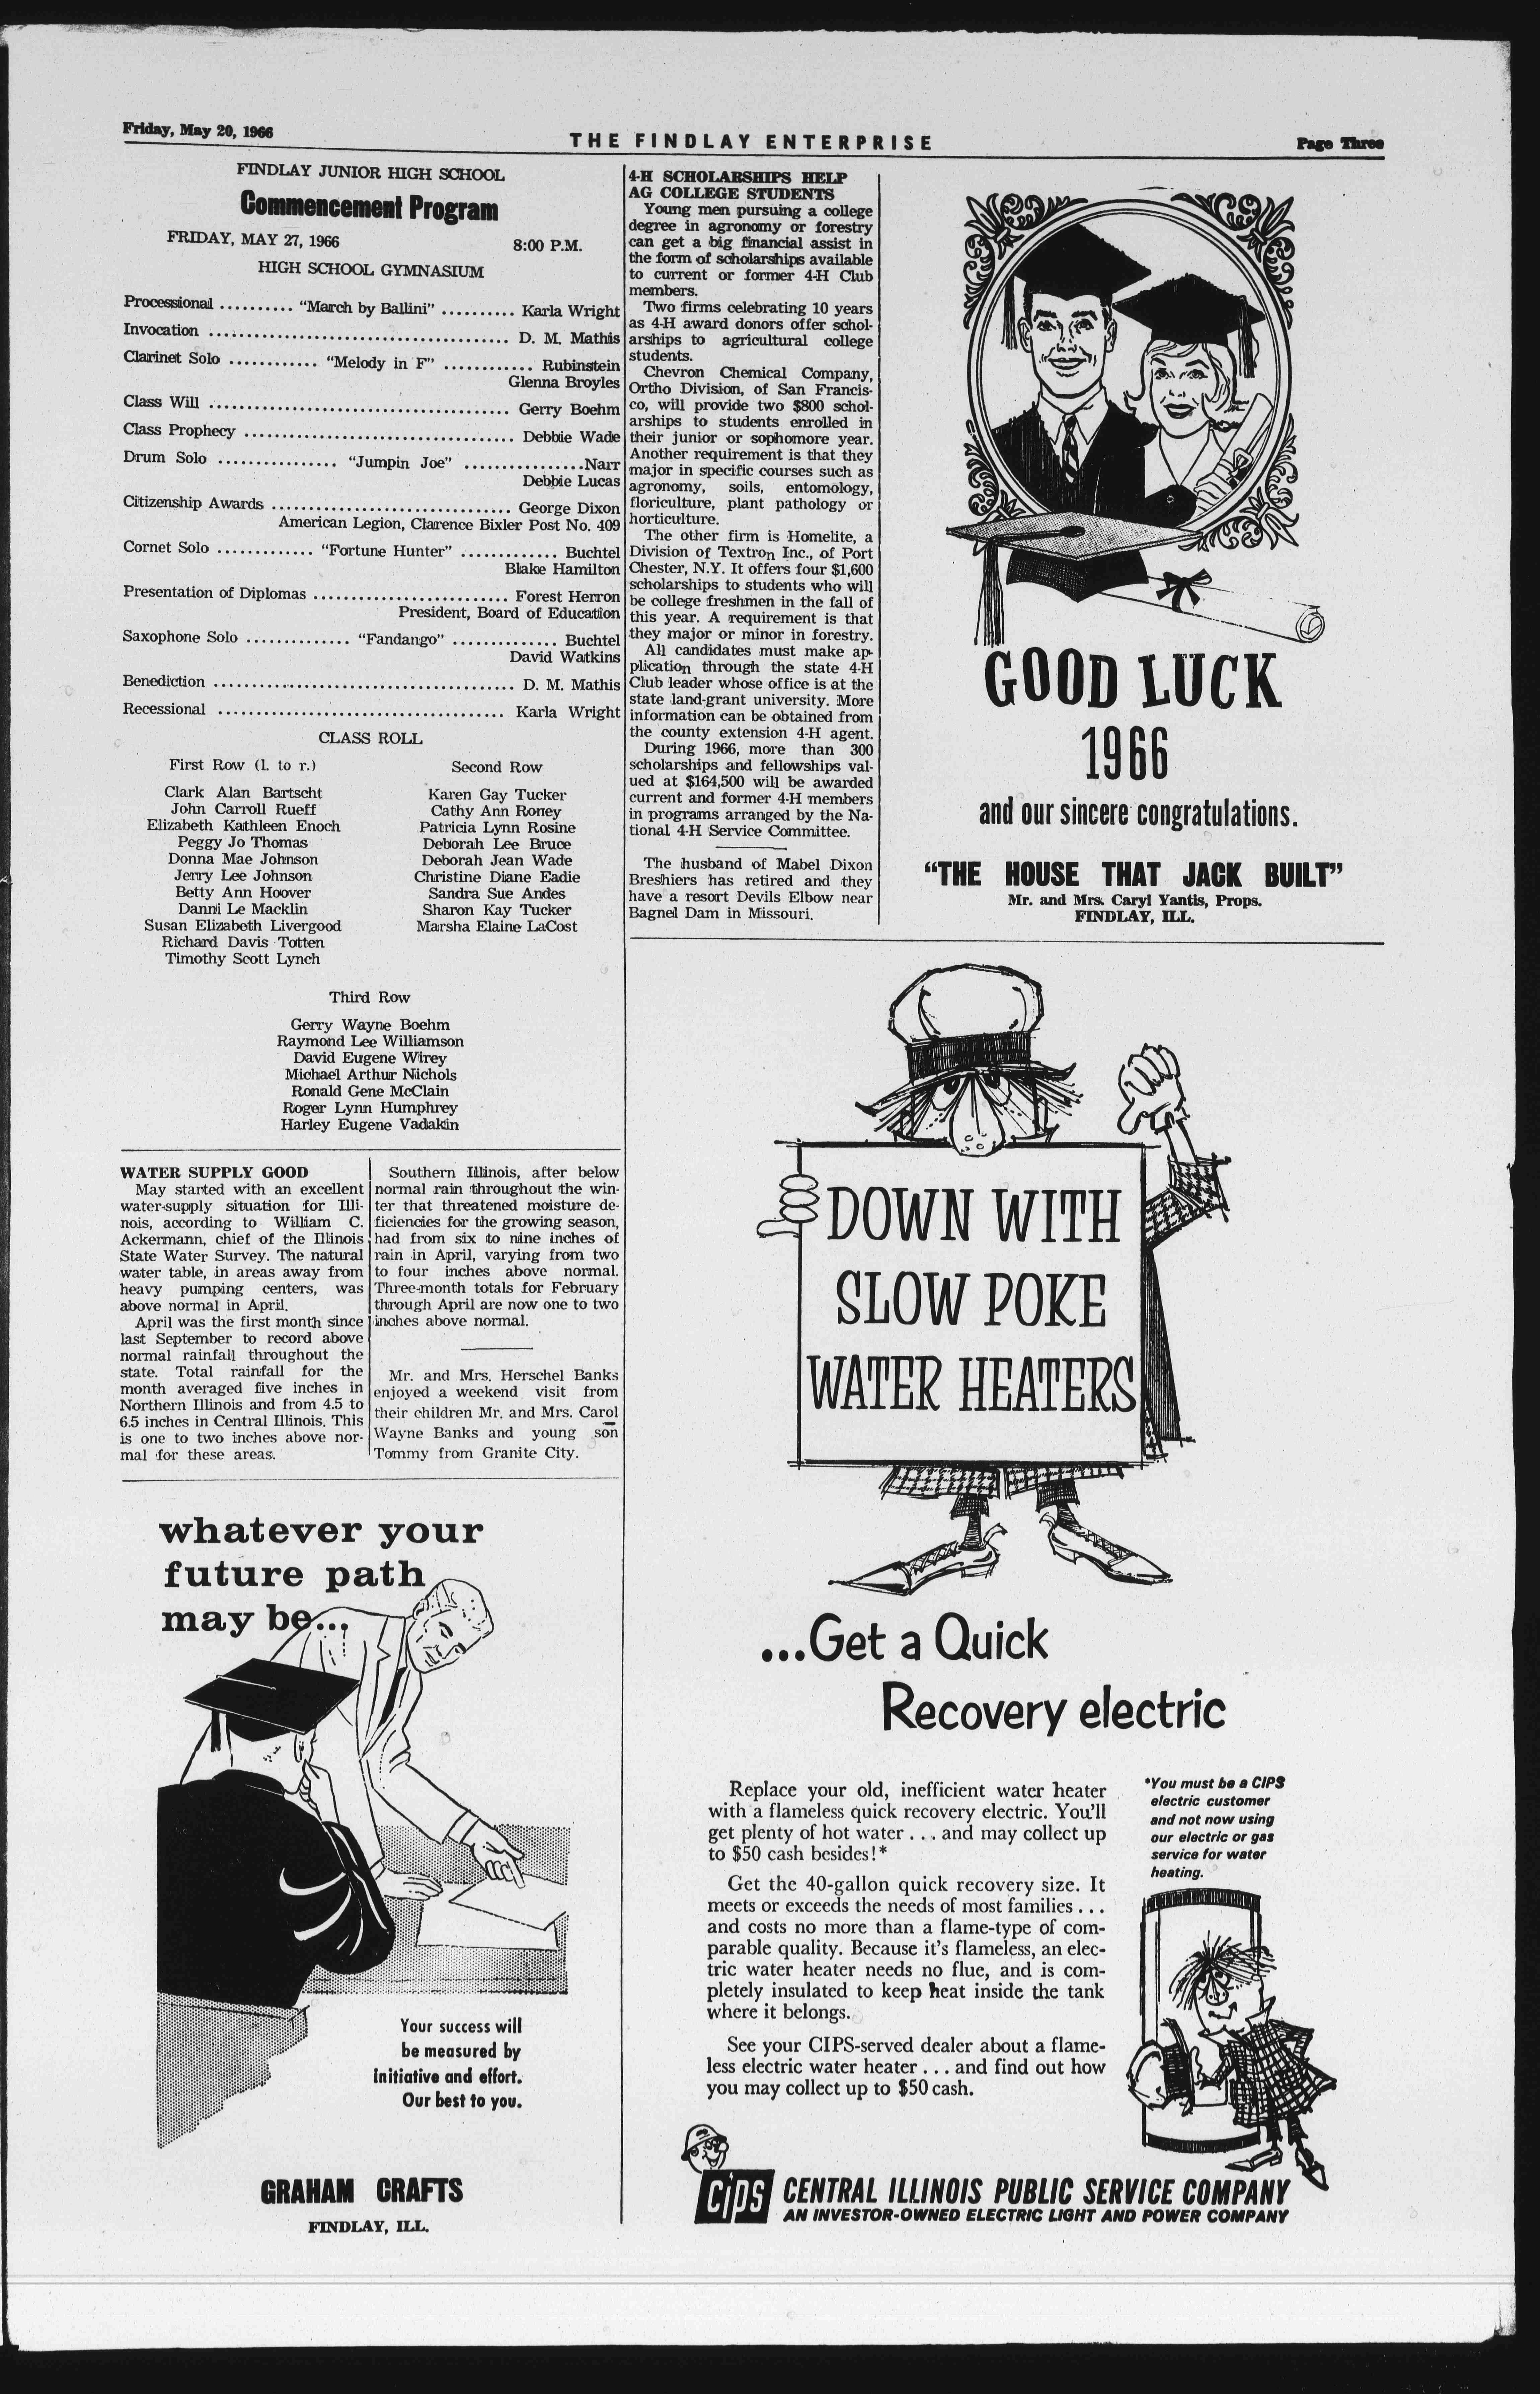 Friday, May 20, 1966
THE FINDLAY ENTERPRISE
Page Three
FINDLAY JUNIOR HIGH SCHOOL
Commencement Program
FRIDAY, MAY 27, 1966 8:00 P.M.
HIGH SCHOOL GYMNASIUM
Processional .......... "March by Ballini" .......... Karla Wright
Invocation ........................................ D. M. Mathis
Clarinet Solo ............ "Melody in F" ............ Rubinstein
Glenna Broyles
Class Will ........................................ Gerry Boehm
Class Prophecy .................................... Debbie Wade
Drum Solo ................ "Jumpin Joe" ................Narr
Debbie Lucas
Citizenship Awards ................................ George Dixon
American Legion, Clarence Bixler Post No. 409
Cornet Solo ............. "Fortune Hunter" ............. Buchtel
Blake Hamilton
Presentation of Diplomas .......................... Forest Herron
President, Board of Education
Saxophone Solo .............. "Fandango" .............. Buchtel
David Watkins
Benediction ........................................ D. M. Mathis
Recessional ...................................... Karla Wright
CLASS ROLL
First Row (l. to r.)
Clark Alan Bartscht
John Carroll Rueff
Elizabeth Kathleen Enoch
Peggy Jo Thomas
Donna Mae Johnson
Jerry Lee Johnson
Betty Ann Hoover
Danni Le Macklin
Susan Elizabeth Livergood
Richard Davis Totten
Timothy Scott Lynch
Second Row
Karen Gay Tucker
Cathy Ann Roney
Patricia Lynn Rosine
Deborah Lee Bruce
Deborah Jean Wade
Christine Diane Eadie
Sandra Sue Andes
Sharon Kay Tucker
Marsha Elaine LaCost
Third Row
Gerry Wayne Boehm
Raymond Lee Williamson
David Eugene Wirey
Michael Arthur Nichols
Ronald Gene McClain
Roger Lynn Humphrey
Harley Eugene Vadakin
WATER SUPPLY GOOD
May started with an excellent
water-supply situation for Illi-
nois, according to William C.
Ackermann, chief of the Illinois
State Water Survey. The natural
water table, in areas away from
heavy pumping centers, was
above normal in April.
April was the first month since
last September to record above
normal rainfall throughout the
state. Total rainfall for the
month averaged five inches in
Northern Illinois and from 4.5 to
6.5 inches in Central Illinois. This
is one to two inches above nor-
mal for these areas.
Southern Illinois, after below
normal rain throughout the win-
ter that threatened moisture de-
ficiencies for the growing season,
had from six to nine inches of
rain in April, varying from two
to four inches above normal.
Three-month totals for February
through April are now one to two
inches above normal.
Mr. and Mrs. Herschel Banks
enjoyed a weekend visit from
their children Mr. and Mrs. Carol
Wayne Banks and young son
Tommy from Granite City.
whatever your
future path
may be...
Your success will
be measured by
initiative and effort.
Our best to you.
GRAHAM CRAFTS
FINDLAY, ILL.
4-H SCHOLARSHIPS HELP
AG COLLEGE STUDENTS
Young men pursuing a college
degree in agronomy or forestry
can get a big financial assist in
the form of scholarships available
to current or former 4-H Club
members.
Two firms celebrating 10 years
as 4-H award donors offer schol-
arships to agricultural college
students.
Chevron Chemical Company,
Ortho Division, of San Francis-
co, will provide two $800 schol-
arships to students enrolled in
their junior or sophomore year.
Another requirement is that they
major in specific courses such as
agronomy, soils, entomology,
floriculture, plant pathology or
horticulture.
The other firm is Homelite, a
Division of Textron Inc., of Port
Chester, N.Y. It offers four $1,600
scholarships to students who will
be college freshmen in the fall of
this year. A requirement is that
they major or minor in forestry.
All candidates must make ap-
plication through the state 4-H
Club leader whose office is at the
state land-grant university. More
information can be obtained from
the county extension 4-H agent.
During 1966, more than 300
scholarships and fellowships val-
ued at $164,500 will be awarded
current and former 4-H members
in programs arranged by the Na-
tional 4-H Service Committee.
The husband of Mabel Dixon
Breshiers has retired and they
have a resort Devils Elbow near
Bagnel Dam in Missouri.
GOOD LUCK
1966
and our sincere congratulations.
"THE HOUSE THAT JACK BUILT"
Mr. and Mrs. Caryl Yantis, Props.
FINDLAY, ILL.
DOWN WITH
SLOW POKE
WATER HEATERS
...Get a Quick
Recovery electric
Replace your old, inefficient water heater
with a flameless quick recovery electric. You'll
get plenty of hot water . . . and may collect up
to $50 cash besides!*
Get the 40-gallon quick recovery size. It
meets or exceeds the needs of most families . . .
and costs no more than a flame-type of com-
parable quality. Because it's flameless, an elec-
tric water heater needs no flue, and is com-
pletely insulated to keep heat inside the tank
where it belongs.
See your CIPS-served dealer about a flame-
less electric water heater . . . and find out how
you may collect up to $50 cash.
*You must be a CIPS
electric customer
and not now using
our electric or gas
service for water
heating.
CIPS CENTRAL ILLINOIS PUBLIC SERVICE COMPANY
AN INVESTOR-OWNED ELECTRIC LIGHT AND POWER COMPANY